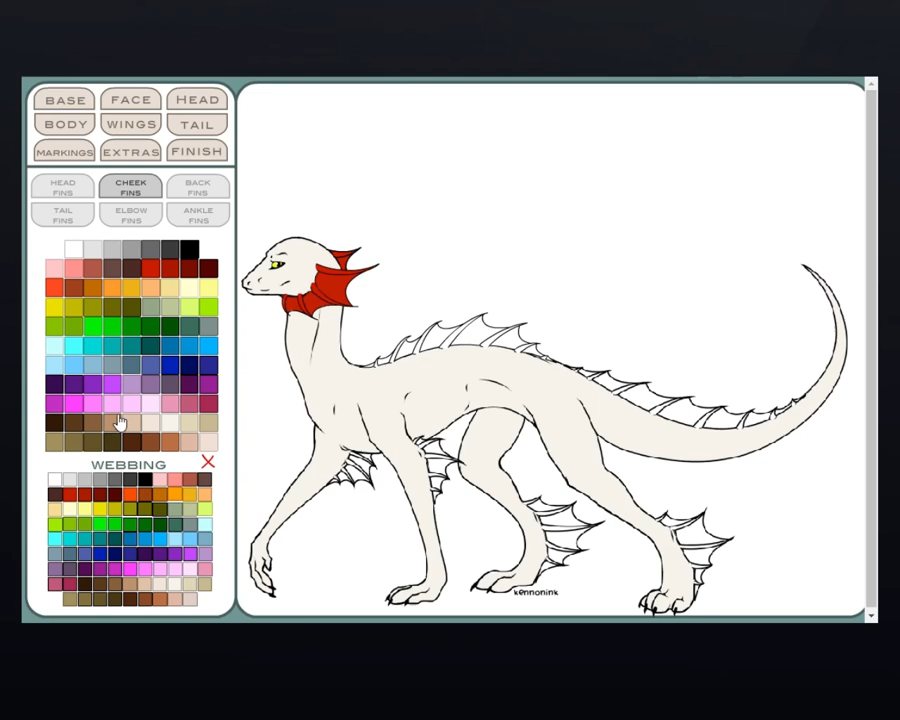 BASE FACE HEAD
BODY WINGS TAIL
MARKINGS EXTRAS FINISH
HEAD FINS CHEEK FINS BACK FINS
TAIL FINS ELBOW FINS ANKLE FINS
WEBBING
kennonink